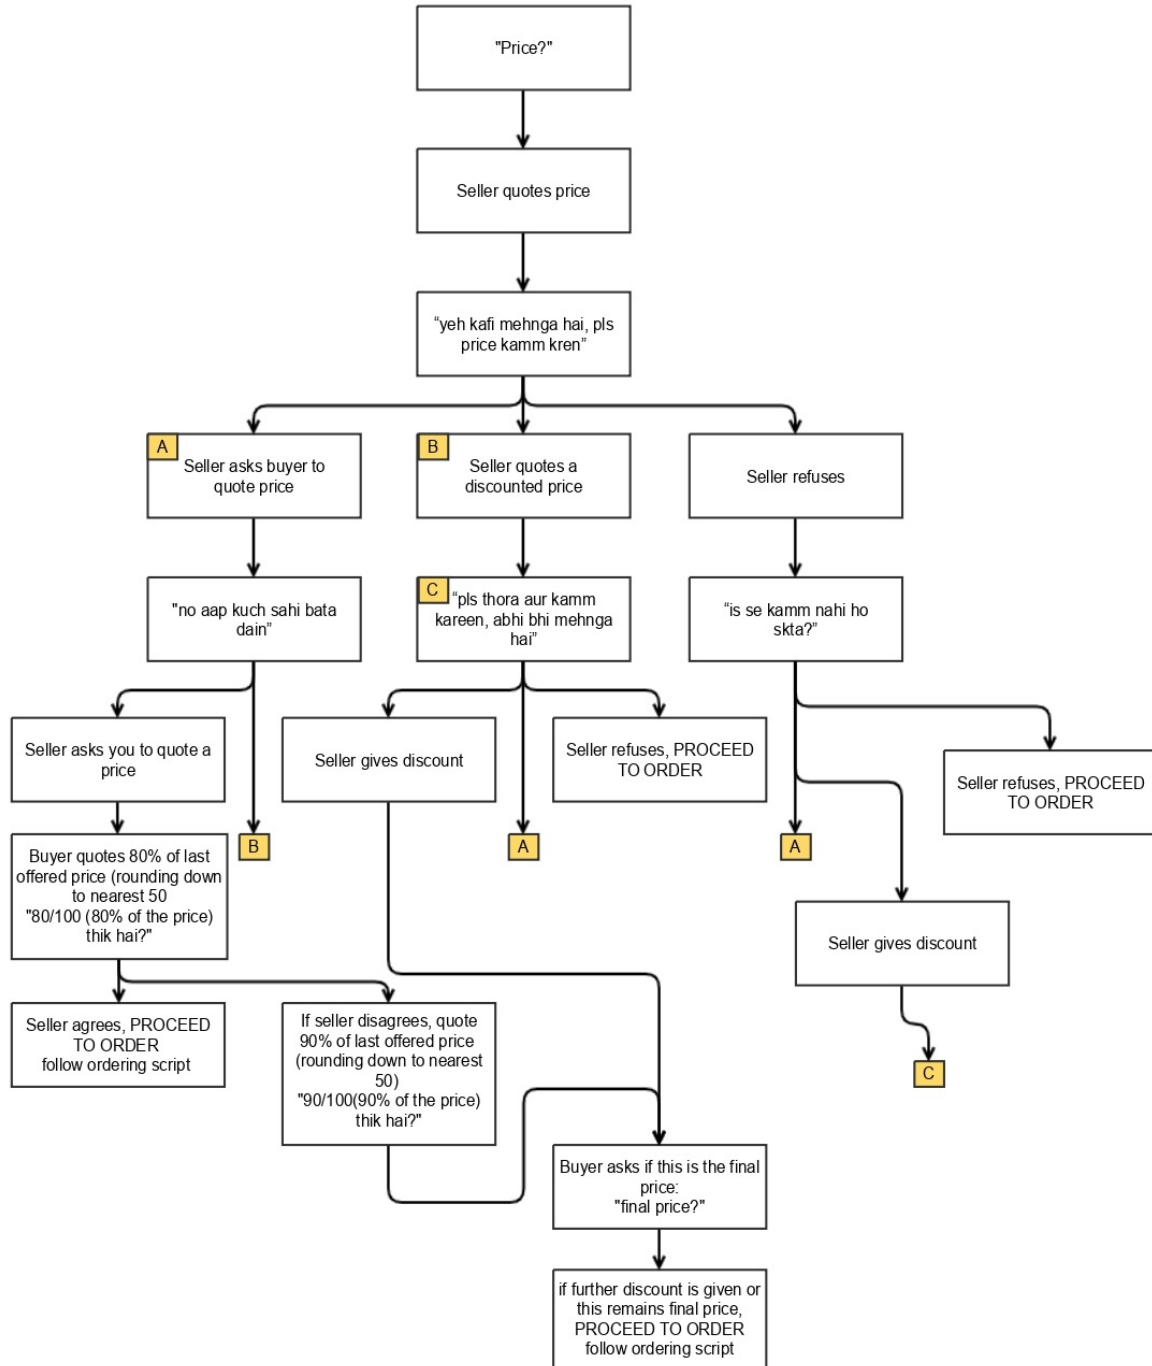 "Price?"
Seller quotes price
“yeh kafi mehnga hai, pls
price kamm kren”
A
Seller asks buyer to
quote price
B
Seller quotes a
discounted price
Seller refuses
"no aap kuch sahi bata
dain”
C
“pls thora aur kamm
kareen, abhi bhi mehnga
hai”
“is se kamm nahi ho
skta?”
Seller asks you to quote a
price
Seller gives discount
Seller refuses, PROCEED
TO ORDER
Seller refuses, PROCEED
TO ORDER
Buyer quotes 80% of last
offered price (rounding down
to nearest 50
"80/100 (80% of the price)
thik hai?"
B
A
A
Seller gives discount
Seller agrees, PROCEED
TO ORDER
follow ordering script
If seller disagrees, quote
90% of last offered price
(rounding down to nearest
50)
"90/100(90% of the price)
thik hai?"
C
Buyer asks if this is the final
price:
"final price?"
if further discount is given or
this remains final price,
PROCEED TO ORDER
follow ordering script